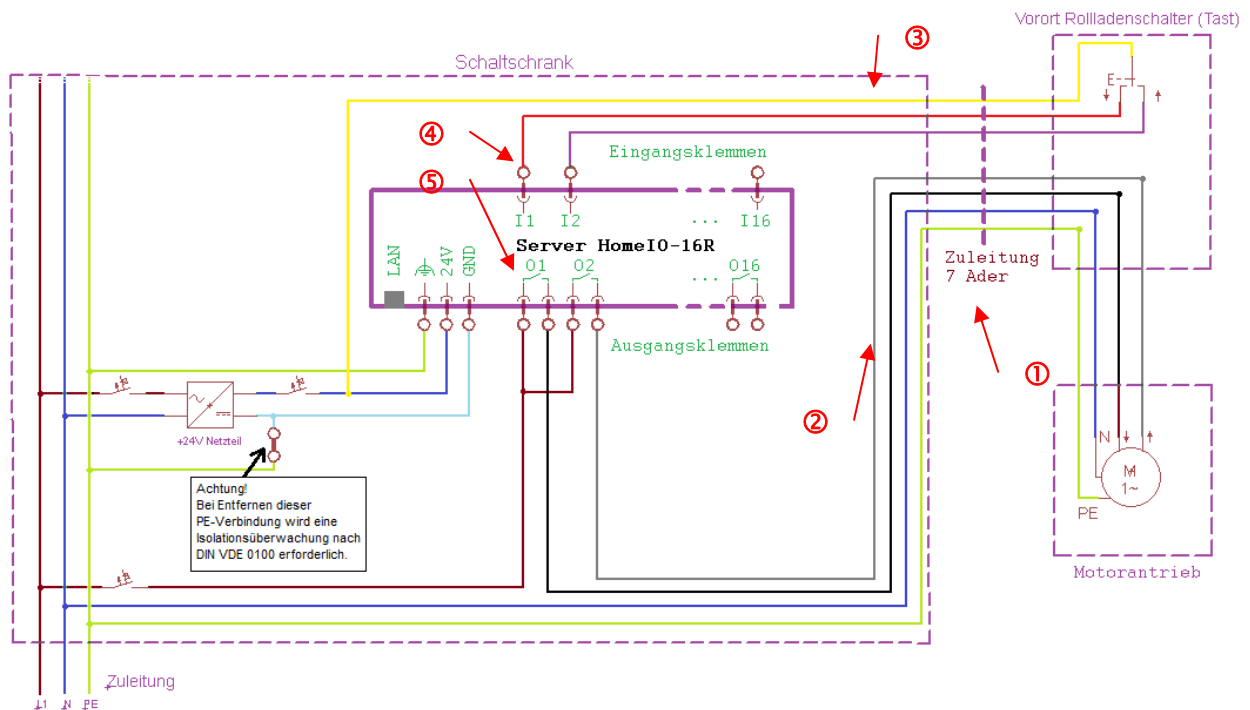 Vorort Rollladenschalter (Tast)
③
Schaltschrank
E
④
Eingangsklemmen
⑤
I1 I2 ... I16
Server HomeIO-16R
LAN 24V GND
O1 O2 ... O16
Zuleitung
7 Ader
Ausgangsklemmen
①
②
+24V Netzteil
N
M
1~
PE
Achtung!
Bei Entfernen dieser
PE-Verbindung wird eine
Isolationsüberwachung nach
DIN VDE 0100 erforderlich.
Motorantrieb
Zuleitung
L1 N PE